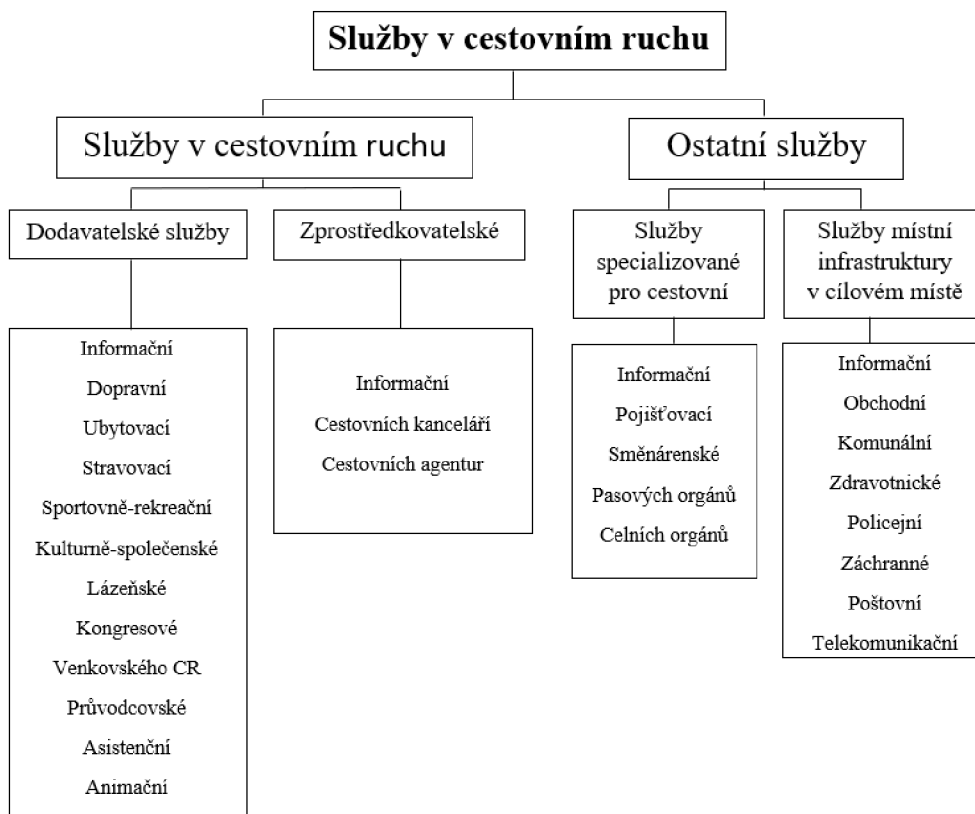 Služby v cestovním ruchu
Služby v cestovním ruchu
Ostatní služby
Dodavatelské služby
Zprostředkovatelské
Služby
specializované
pro cestovní
Služby místní
infrastruktury
v cílovém místě
Informační
Dopravní
Ubytovací
Stravovací
Sportovně-rekreační
Kulturně-společenské
Lázeňské
Kongresové
Venkovského CR
Průvodcovské
Asistenční
Animační
Informační
Cestovních kanceláří
Cestovních agentur
Informační
Pojišťovací
Směnárenské
Pasových orgánů
Celních orgánů
Informační
Obchodní
Komunální
Zdravotnické
Policejní
Záchranné
Poštovní
Telekomunikační